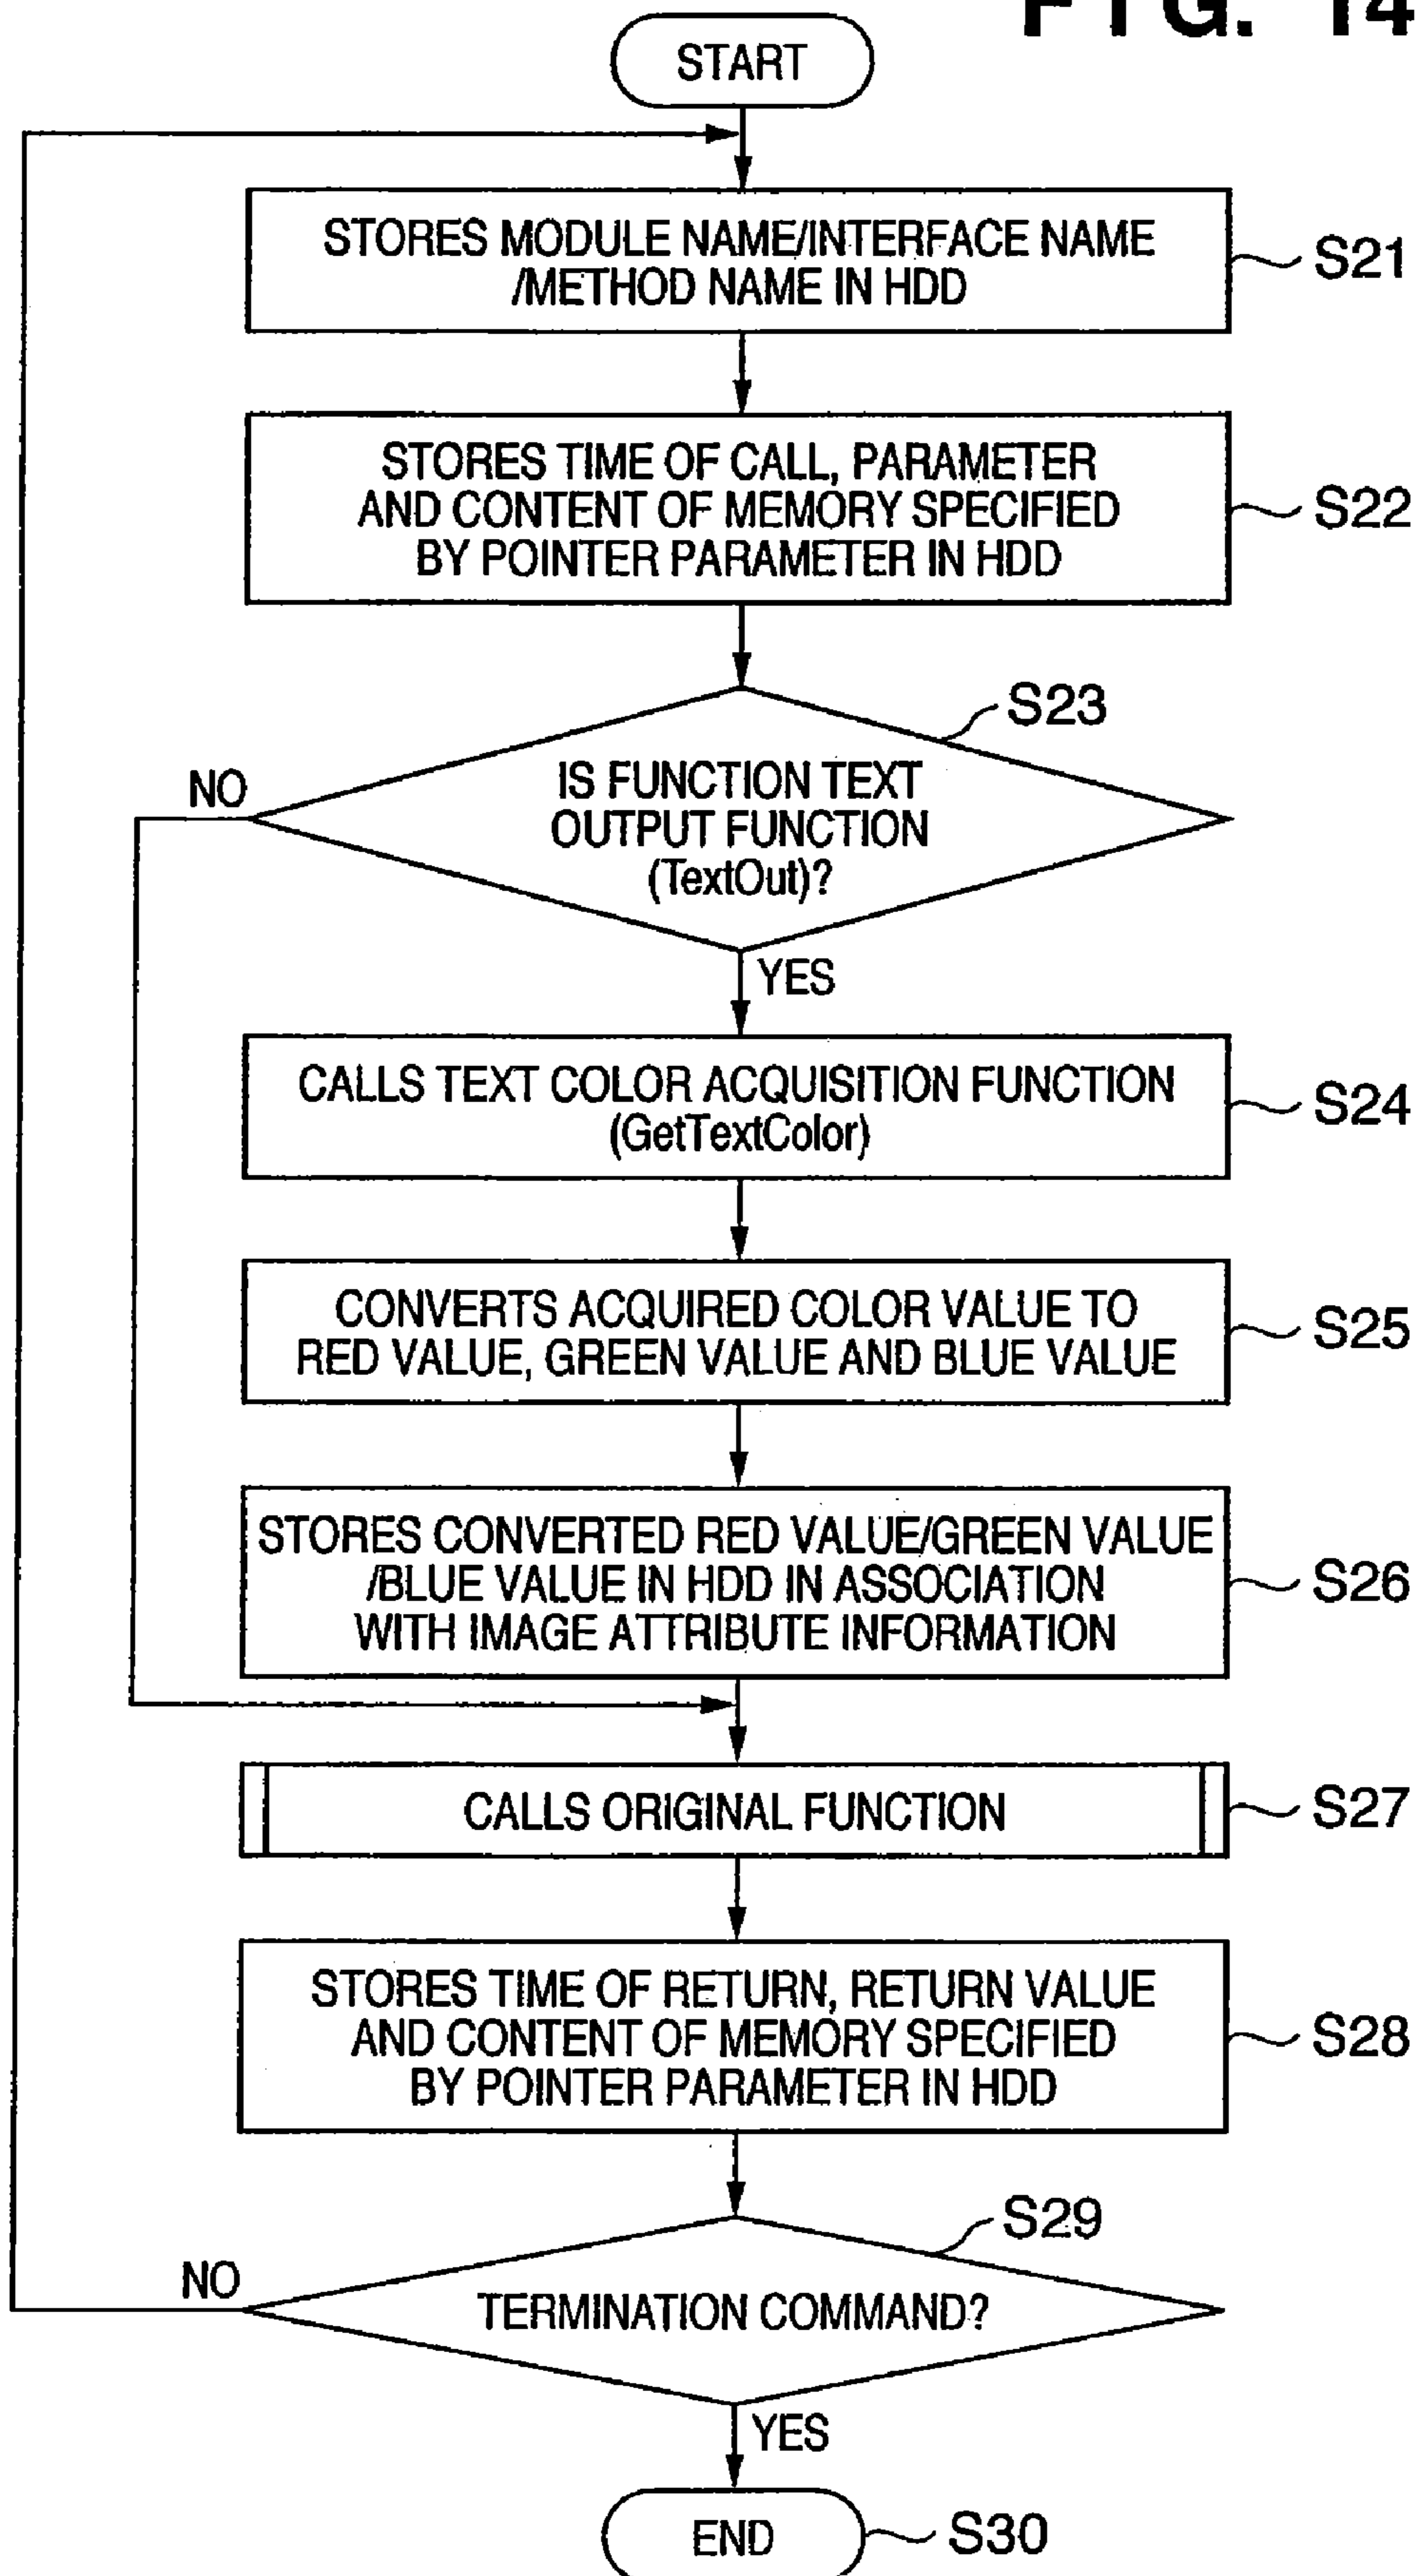 FIG. 14
START
STORES MODULE NAME/INTERFACE NAME
/METHOD NAME IN HDD
S21
STORES TIME OF CALL, PARAMETER
AND CONTENT OF MEMORY SPECIFIED
BY POINTER PARAMETER IN HDD
S22
S23
NO
IS FUNCTION TEXT
OUTPUT FUNCTION
(TextOut)?
YES
CALLS TEXT COLOR ACQUISITION FUNCTION
(GetTextColor)
S24
CONVERTS ACQUIRED COLOR VALUE TO
RED VALUE, GREEN VALUE AND BLUE VALUE
S25
STORES CONVERTED RED VALUE/GREEN VALUE
/BLUE VALUE IN HDD IN ASSOCIATION
WITH IMAGE ATTRIBUTE INFORMATION
S26
CALLS ORIGINAL FUNCTION
S27
STORES TIME OF RETURN, RETURN VALUE
AND CONTENT OF MEMORY SPECIFIED
BY POINTER PARAMETER IN HDD
S28
S29
NO
TERMINATION COMMAND?
YES
END
S30